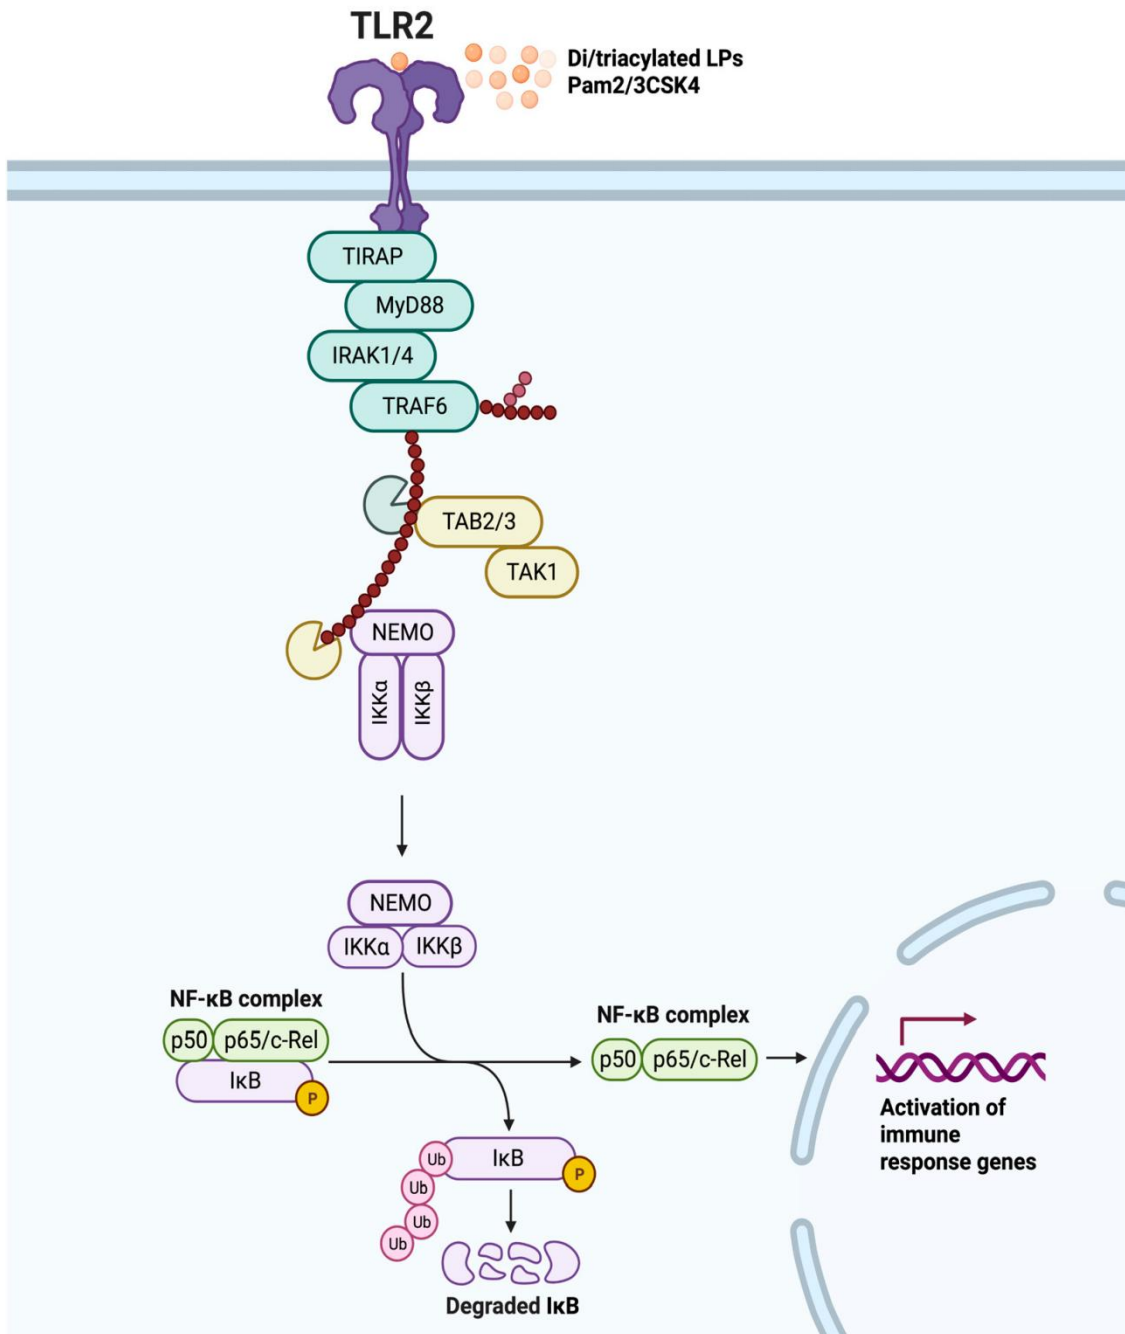 TLR2
Di/triacylated LPs
Pam2/3CSK4
TIRAP
MyD88
IRAK1/4
TRAF6
TAB2/3
TAK1
NEMO
IKKα
IKKβ
NEMO
IKKα
IKKβ
NF-κB complex
p50
p65/c-Rel
IκB
P
NF-κB complex
p50
p65/c-Rel
Activation of
immune
response genes
Ub
IκB
P
Ub
Ub
Ub
Degraded IκB